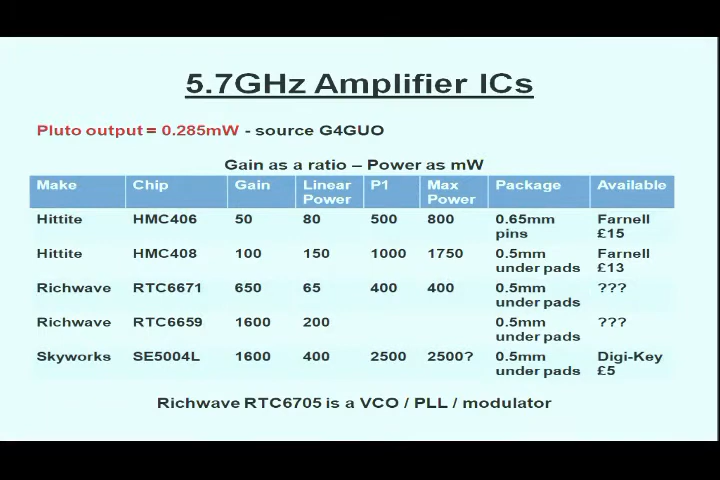 5.7GHz Amplifier ICs
Pluto output = 0.285mW - source G4GUO
Gain as a ratio – Power as mW
Make Chip Gain Linear Power P1 Max Power Package Available
Hittite HMC406 50 80 500 800 0.65mm pins Farnell £15
Hittite HMC408 100 150 1000 1750 0.5mm under pads Farnell £13
Richwave RTC6671 650 65 400 400 0.5mm under pads ???
Richwave RTC6659 1600 200 0.5mm under pads ???
Skyworks SE5004L 1600 400 2500 2500? 0.5mm under pads Digi-Key £5
Richwave RTC6705 is a VCO / PLL / modulator